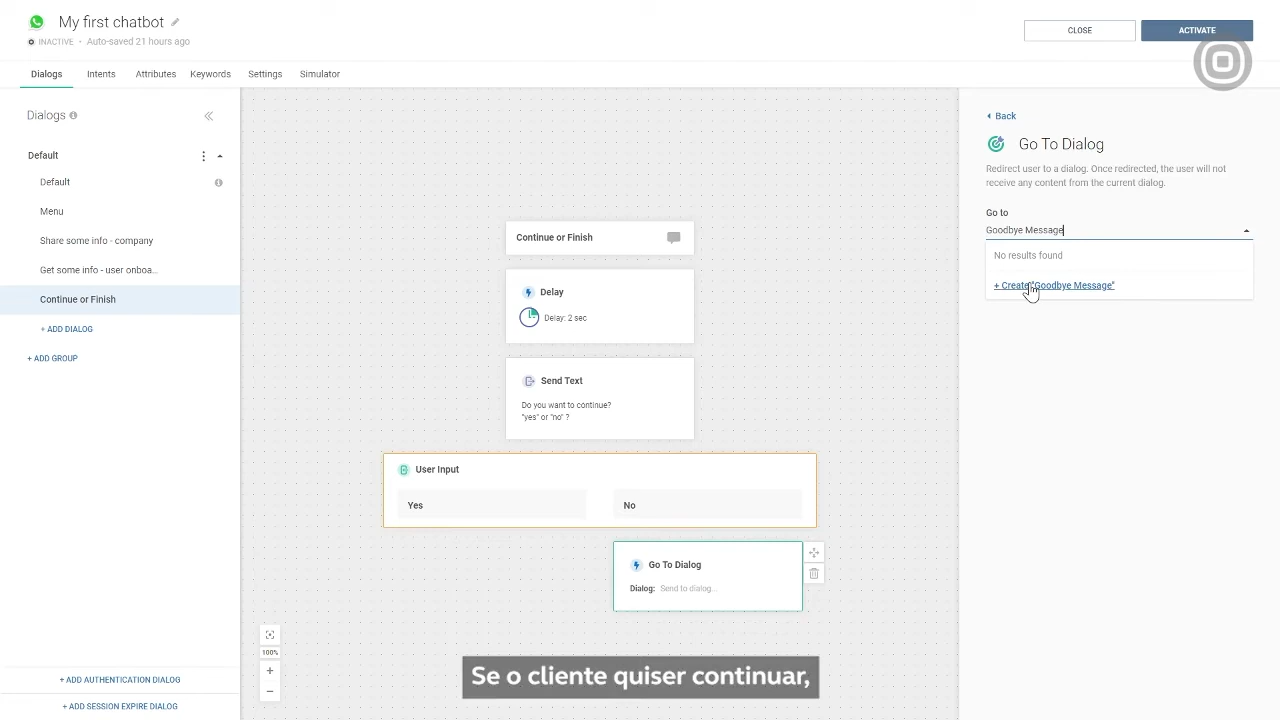 My first chatbot
INACTIVE • Auto-saved 21 hours ago
CLOSE
ACTIVATE
Dialogs
Intents
Attributes
Keywords
Settings
Simulator
Dialogs
Default
Default
Menu
Share some info - company
Get some info - user onboa...
Continue or Finish
+ ADD DIALOG
+ ADD GROUP
+ ADD AUTHENTICATION DIALOG
+ ADD SESSION EXPIRE DIALOG
Continue or Finish
Delay
Delay: 2 sec
Send Text
Do you want to continue?
"yes" or "no" ?
User Input
Yes
No
Go To Dialog
Dialog: Send to dialog...
100%
Back
Go To Dialog
Redirect user to a dialog. Once redirected, the user will not
receive any content from the current dialog.
Go to
Goodbye Message
No results found
+ Create "Goodbye Message"
Se o cliente quiser continuar,